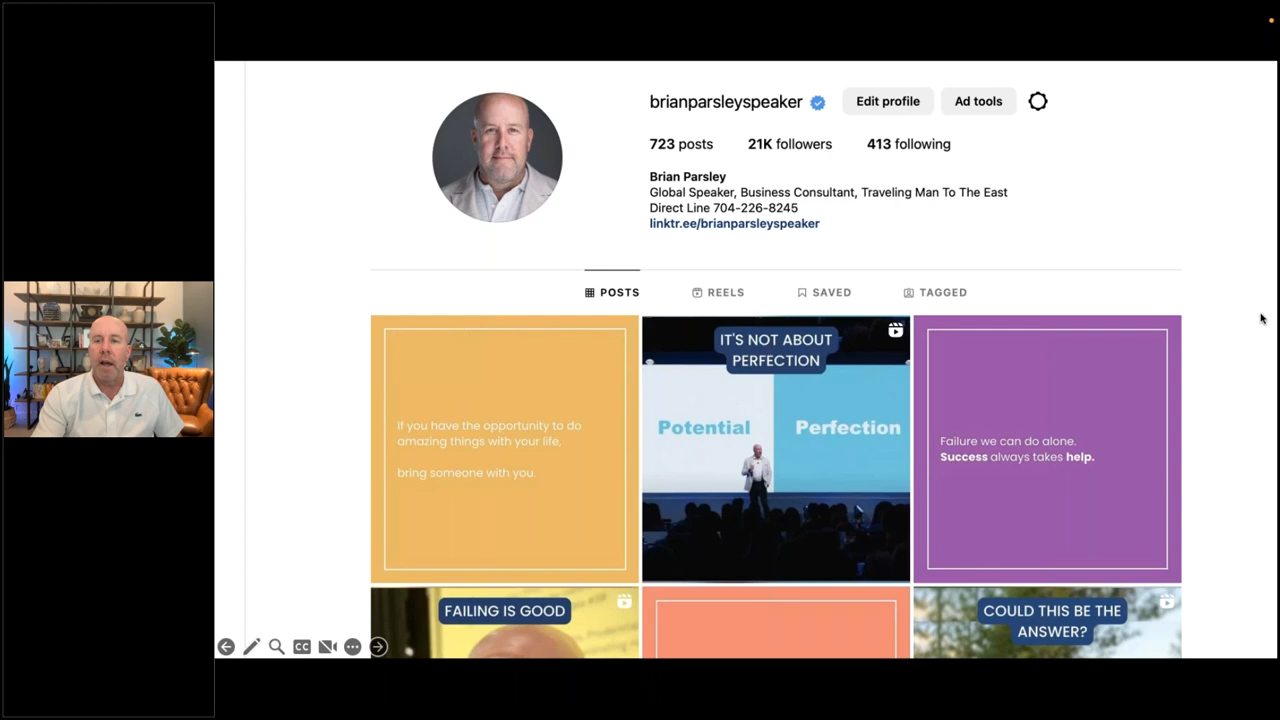 brianparsleyspeaker
Edit profile
Ad tools
723 posts
21K followers
413 following
Brian Parsley
Global Speaker, Business Consultant, Traveling Man To The East
Direct Line 704-226-8245
linktr.ee/brianparsleyspeaker
POSTS
REELS
SAVED
TAGGED
If you have the opportunity to do
amazing things with your life,
bring someone with you.
IT'S NOT ABOUT
PERFECTION
Potential
Perfection
Failure we can do alone.
Success always takes help.
FAILING IS GOOD
COULD THIS BE THE
ANSWER?
CC